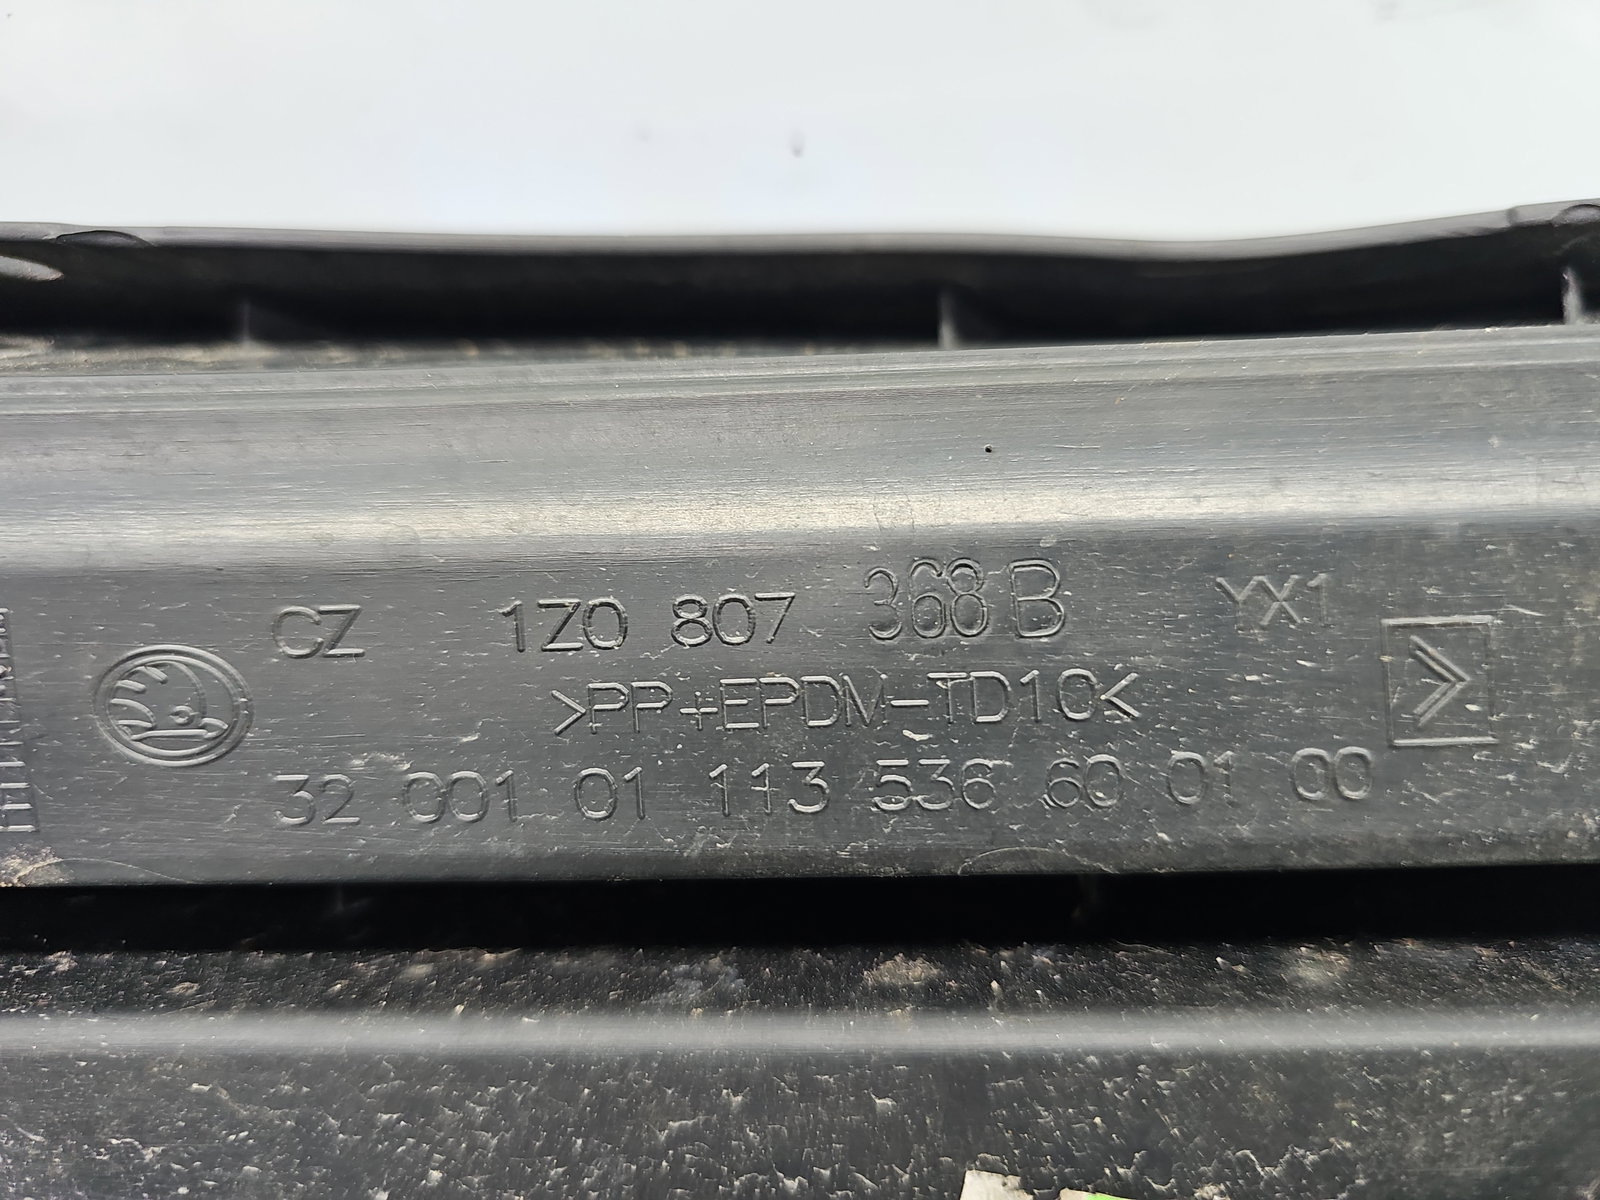 CZ 1Z0 807 368 B YX1
>PP+EPDM-TD10<
32 001 01 113 536 60 01 00